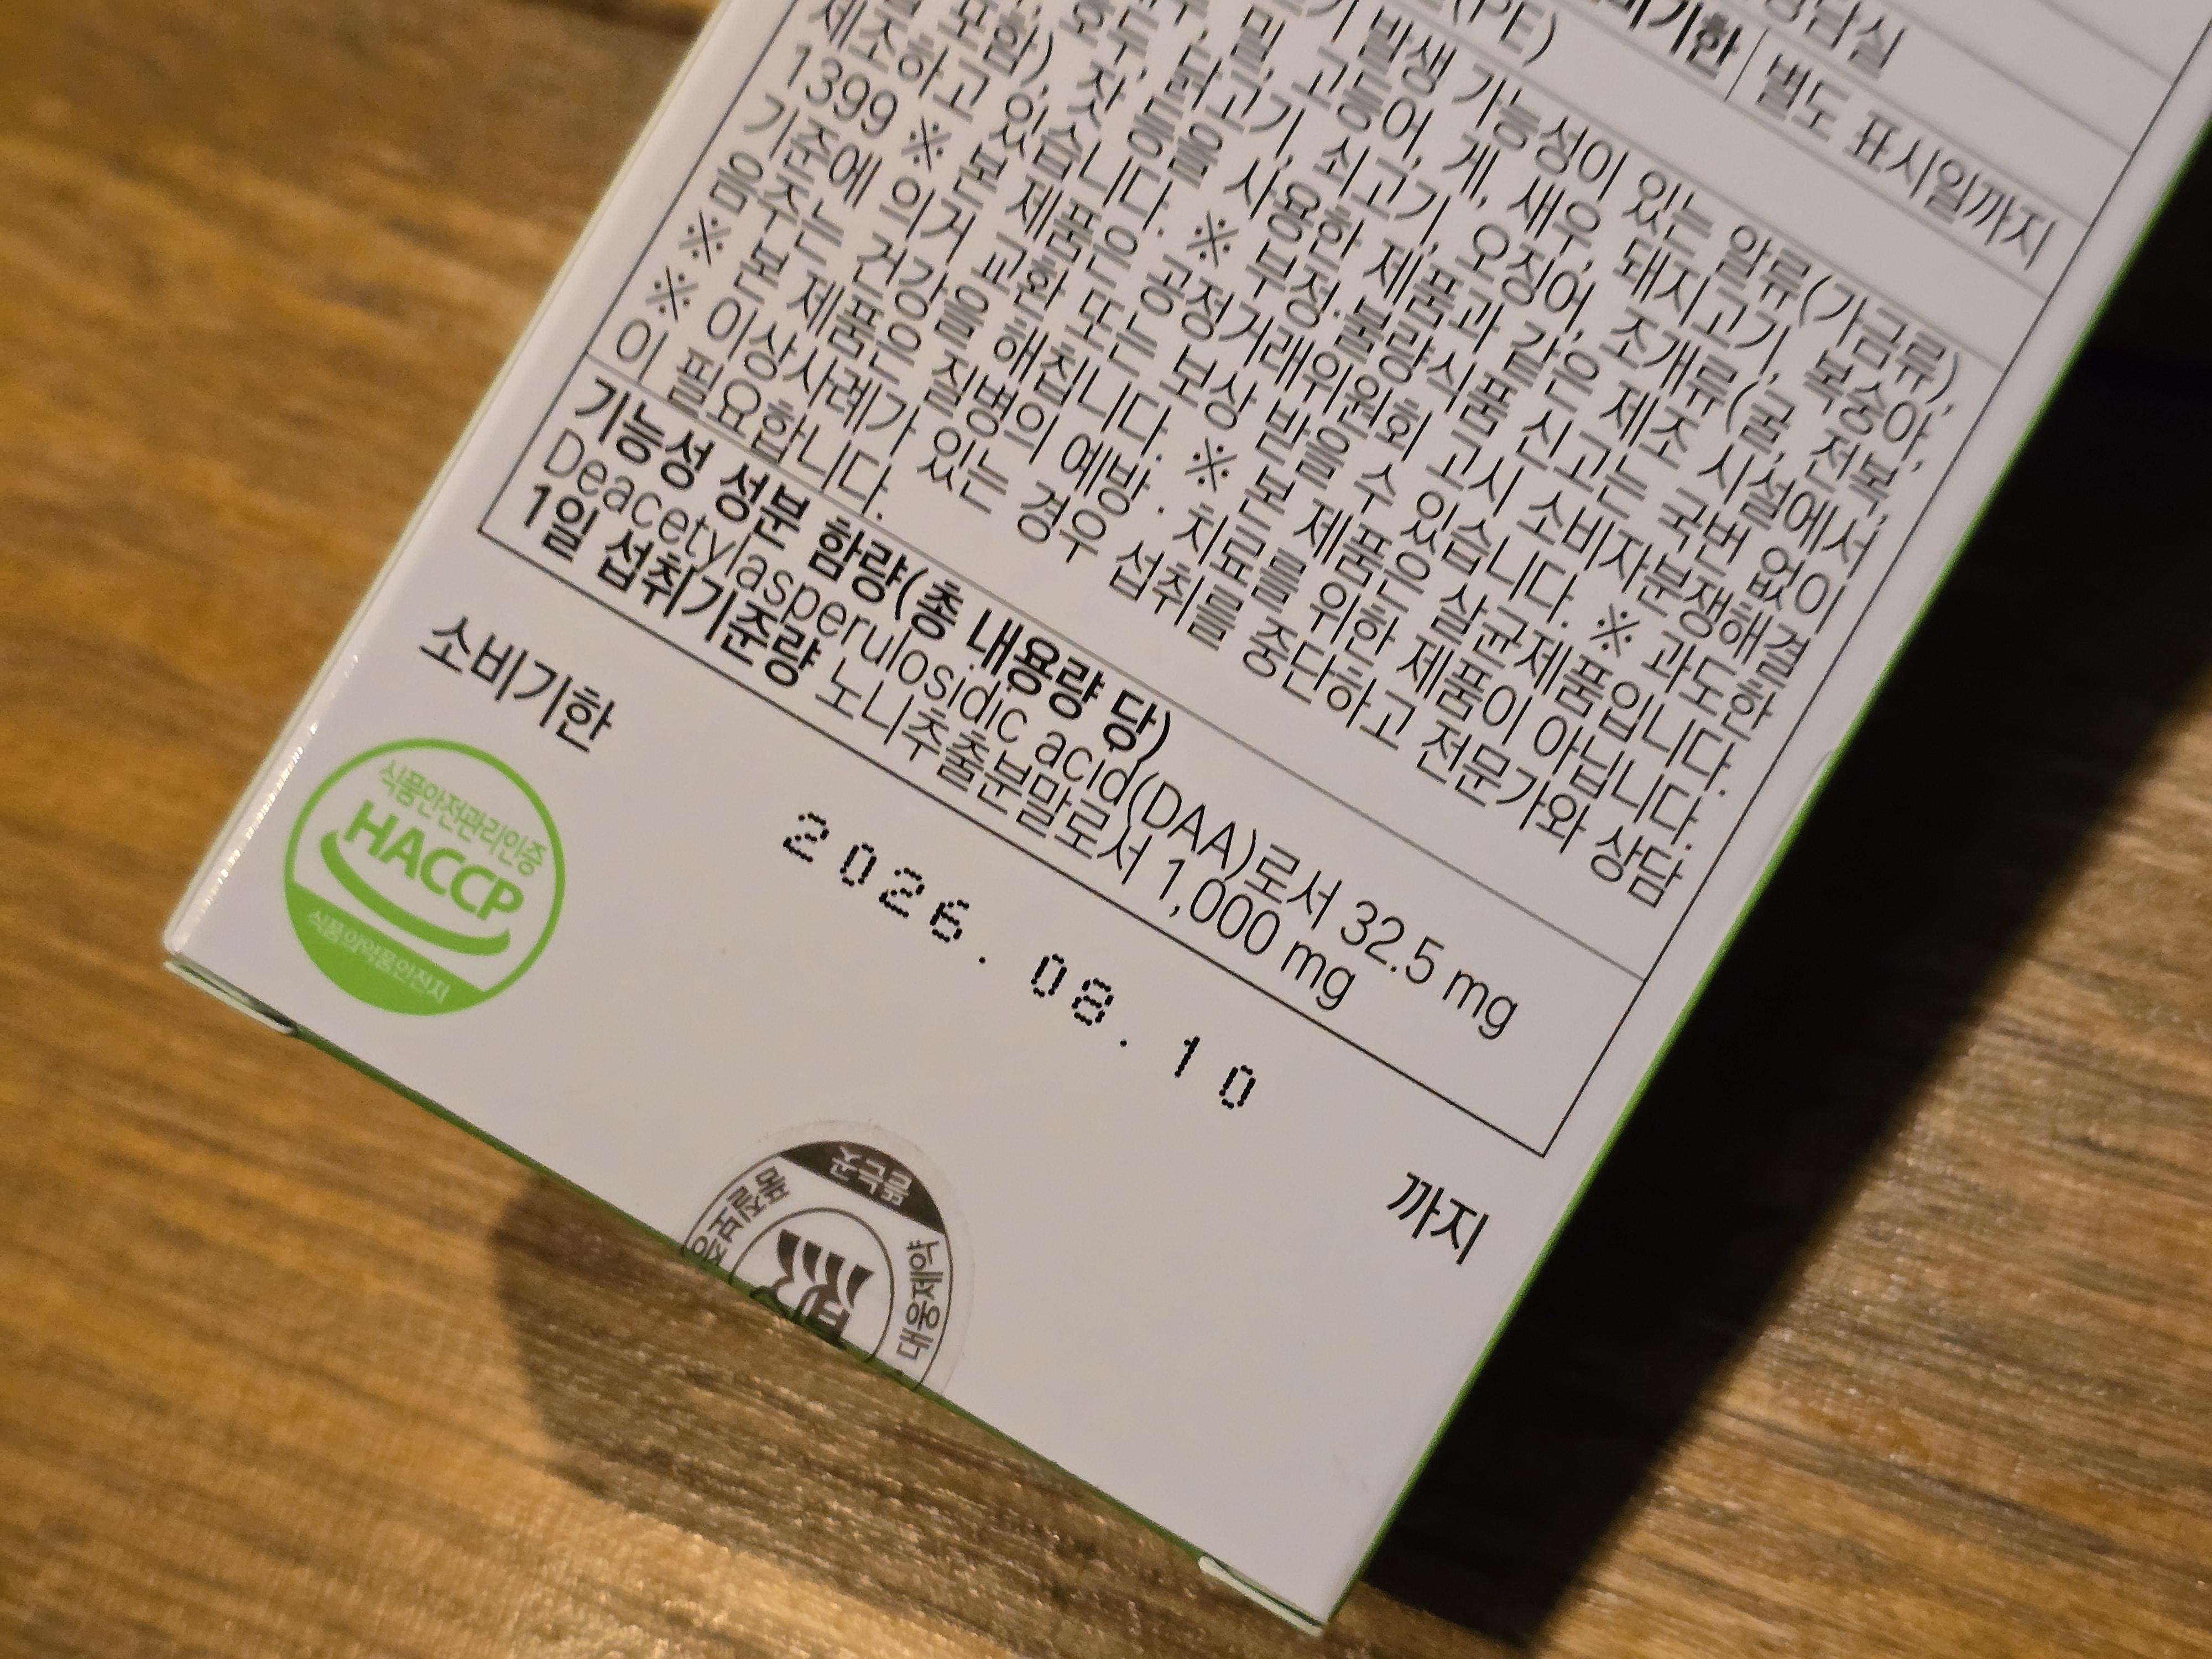 상담실
(PE)
비기한 별도 표시일까지
발생 가능성이 있는 알류(가금류),
밀, 고등어, 게, 새우, 돼지고기, 복숭아,
호두, 닭고기, 쇠고기, 오징어, 조개류(굴, 전복,
포함), 잣 등을 사용한 제품과 같은 제조 시설에서
제조하고 있습니다. ※ 부정·불량식품 신고는 국번 없이
1399 ※ 본 제품은 공정거래위원회 고시 소비자분쟁해결
기준에 의거 교환 또는 보상 받을 수 있습니다. ※ 과도한
음주는 건강을 해칩니다. ※ 본 제품은 살균제품입니다.
※ 본 제품은 질병의 예방 · 치료를 위한 제품이 아닙니다.
※ 이상사례가 있는 경우 섭취를 중단하고 전문가와 상담
이 필요합니다.
기능성 성분 함량(총 내용량 당)
Deacetylasperulosidic acid(DAA)로서 32.5 mg
1일 섭취기준량 노니추출분말로서 1,000 mg
소비기한
2026.08.10
까지
식품안전관리인증
HACCP
식품의약품안전처
뜯는곳
품질보증
대웅제약